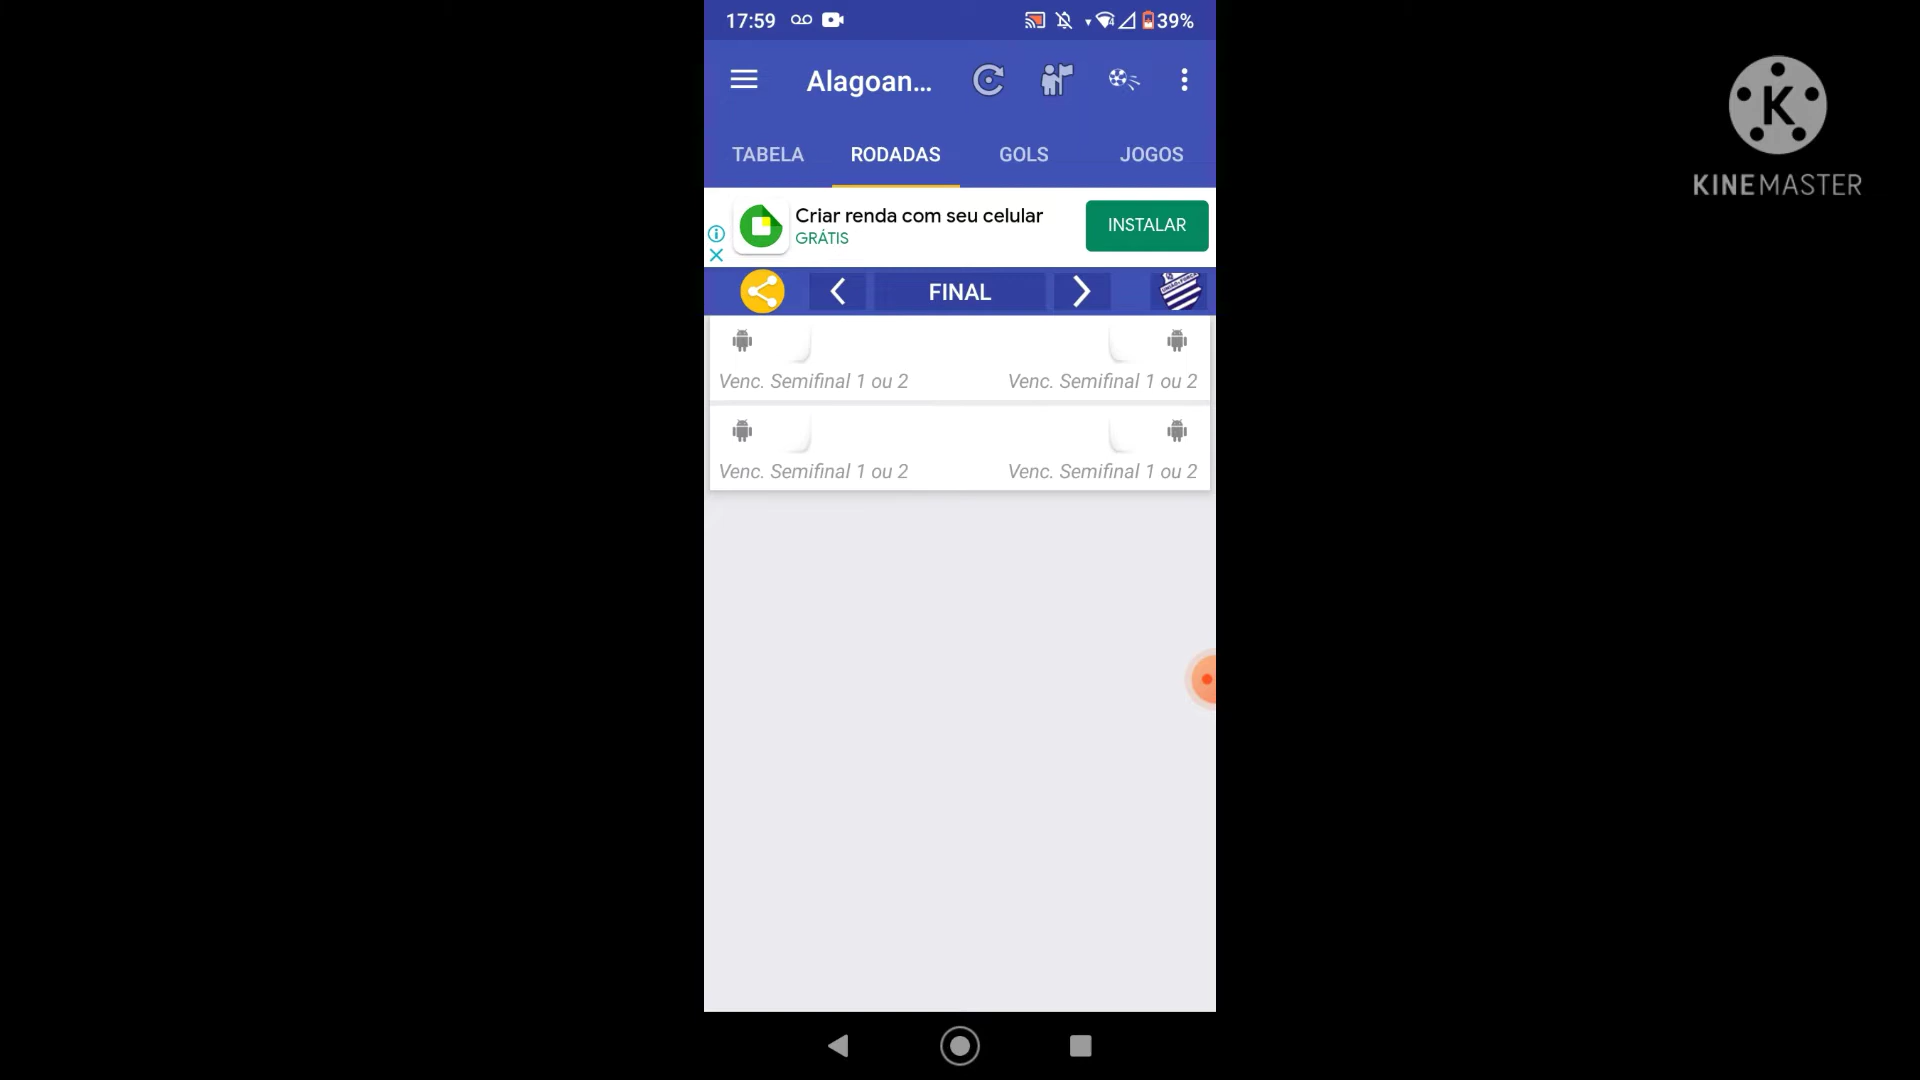 17:59
39%
Alagoan...
TABELA
RODADAS
GOLS
JOGOS
Criar renda com seu celular
GRÁTIS
INSTALAR
FINAL
Venc. Semifinal 1 ou 2
Venc. Semifinal 1 ou 2
Venc. Semifinal 1 ou 2
Venc. Semifinal 1 ou 2
K
KINEMASTER